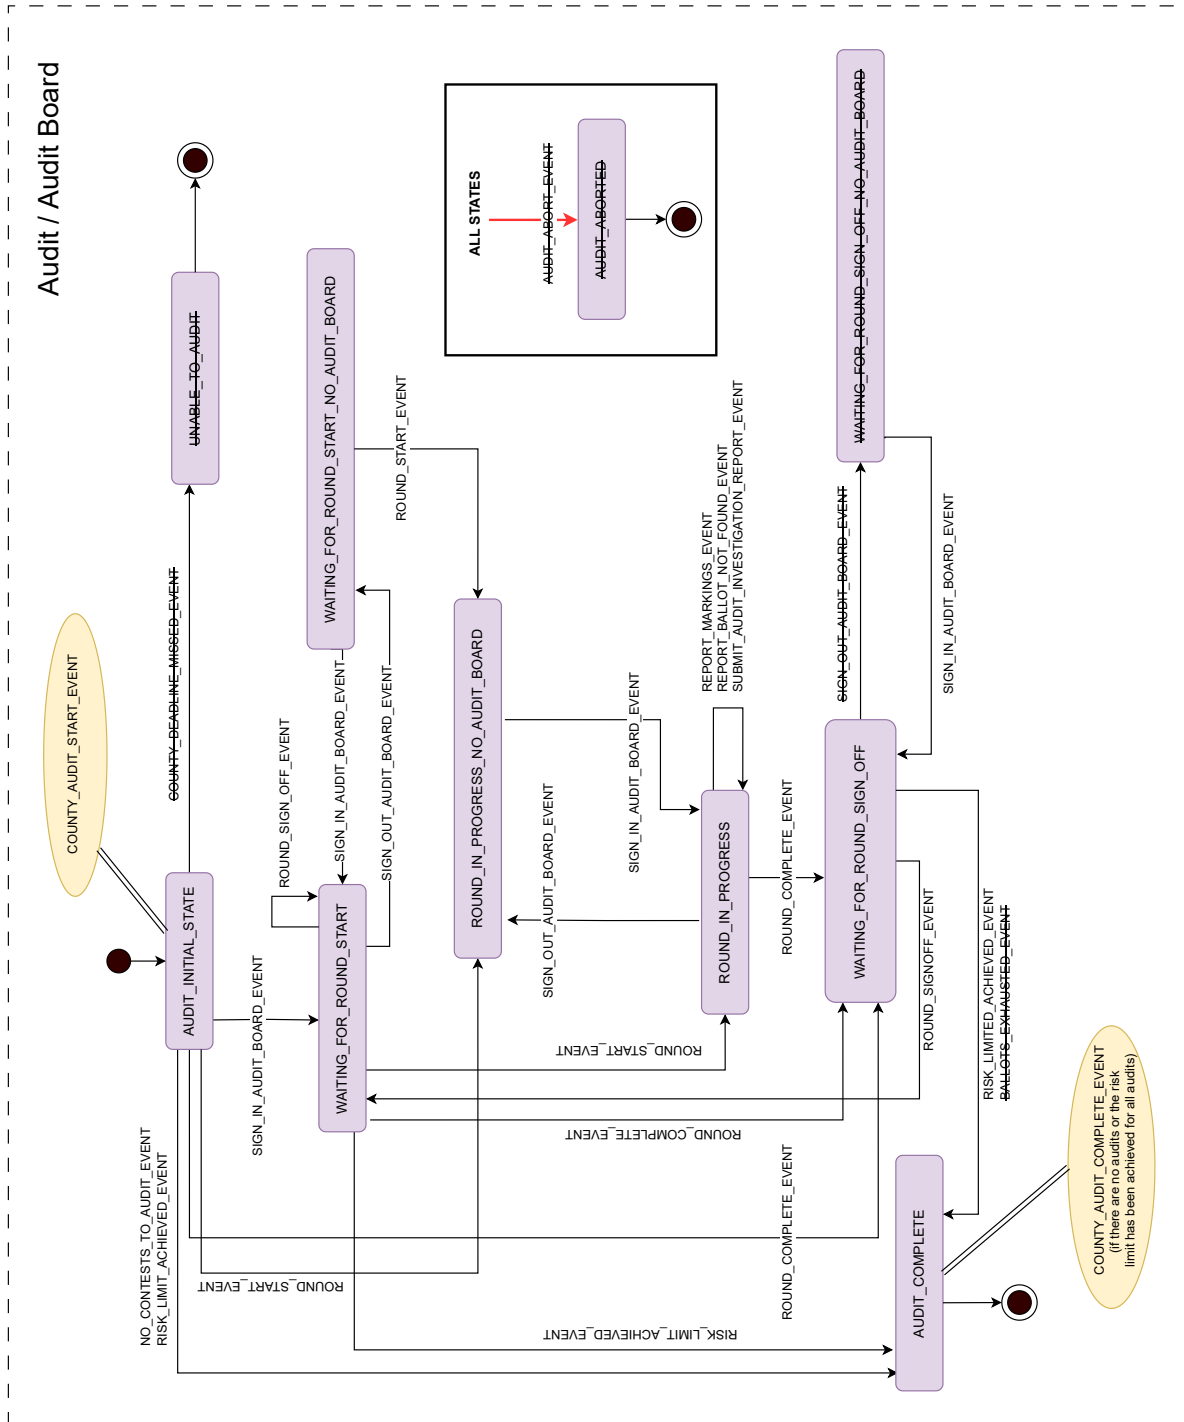 Audit / Audit Board
COUNTY_AUDIT_START_EVENT
AUDIT_INITIAL_STATE
COUNTY_DEADLINE_MISSED_EVENT
UNABLE_TO_AUDIT
SIGN_IN_AUDIT_BOARD_EVENT
ROUND_SIGN_OFF_EVENT
WAITING_FOR_ROUND_START
SIGN_IN_AUDIT_BOARD_EVENT
SIGN_OUT_AUDIT_BOARD_EVENT
WAITING_FOR_ROUND_START_NO_AUDIT_BOARD
ROUND_START_EVENT
ALL STATES
AUDIT_ABORT_EVENT
AUDIT_ABORTED
NO_CONTESTS_TO_AUDIT_EVENT
RISK_LIMIT_ACHIEVED_EVENT
ROUND_START_EVENT
ROUND_IN_PROGRESS_NO_AUDIT_BOARD
SIGN_OUT_AUDIT_BOARD_EVENT
SIGN_IN_AUDIT_BOARD_EVENT
ROUND_START_EVENT
ROUND_IN_PROGRESS
REPORT_MARKINGS_EVENT
REPORT_BALLOT_NOT_FOUND_EVENT
SUBMIT_AUDIT_INVESTIGATION_REPORT_EVENT
ROUND_COMPLETE_EVENT
ROUND_COMPLETE_EVENT
ROUND_COMPLETE_EVENT
RISK_LIMIT_ACHIEVED_EVENT
WAITING_FOR_ROUND_SIGN_OFF
SIGN_OUT_AUDIT_BOARD_EVENT
WAITING_FOR_ROUND_SIGN_OFF_NO_AUDIT_BOARD
SIGN_IN_AUDIT_BOARD_EVENT
ROUND_SIGNOFF_EVENT
RISK_LIMITED_ACHIEVED_EVENT
BALLOTS_EXHAUSTED_EVENT
AUDIT_COMPLETE
COUNTY_AUDIT_COMPLETE_EVENT
(if there are no audits or the risk
limit has been achieved for all audits)